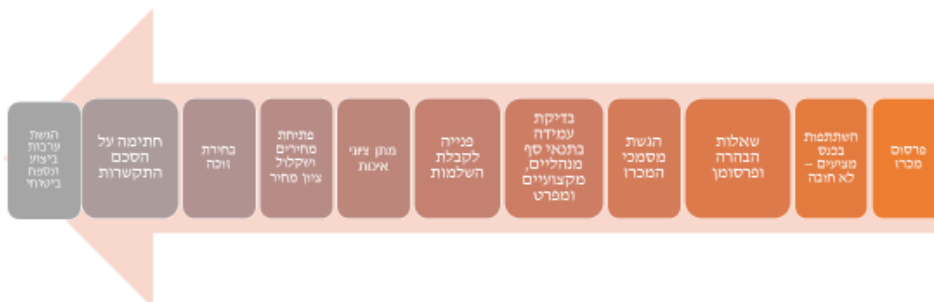 פרסום
מכרז
השתתפות
בכנס
מציעים –
לא חובה
שאלות
הבהרה
ופרסומן
הגשת
מסמכי
המכרז
בדיקת
עמידה
בתנאי סף
מנהליים,
מקצועיים
ומפרט
פנייה
לקבלת
השלמות
מתן ציוני
איכות
פתיחת
מחירים
ושקלול
ציון מחיר
בחירת
זוכה
חתימה על
הסכם
התקשרות
הגשת
ערבות
ביצוע
ונספח
ביטוחי